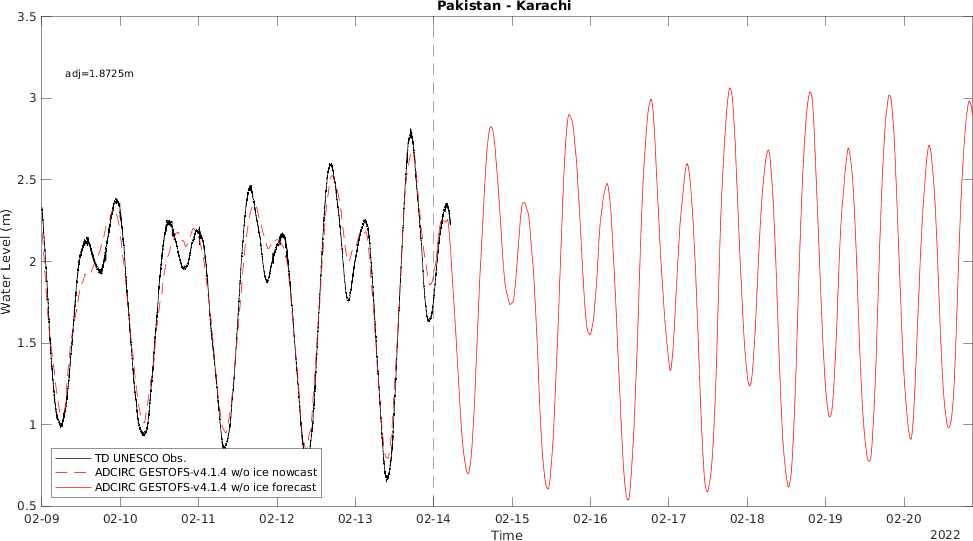 Pakistan - Karachi
3.5
3
2.5
2
1.5
1
0.5
Water Level (m)
adj=1.8725m
TD UNESCO Obs.
ADCIRC GESTOFS-v4.1.4 w/o ice nowcast
ADCIRC GESTOFS-v4.1.4 w/o ice forecast
02-09 02-10 02-11 02-12 02-13 02-14 02-15 02-16 02-17 02-18 02-19 02-20
Time
2022